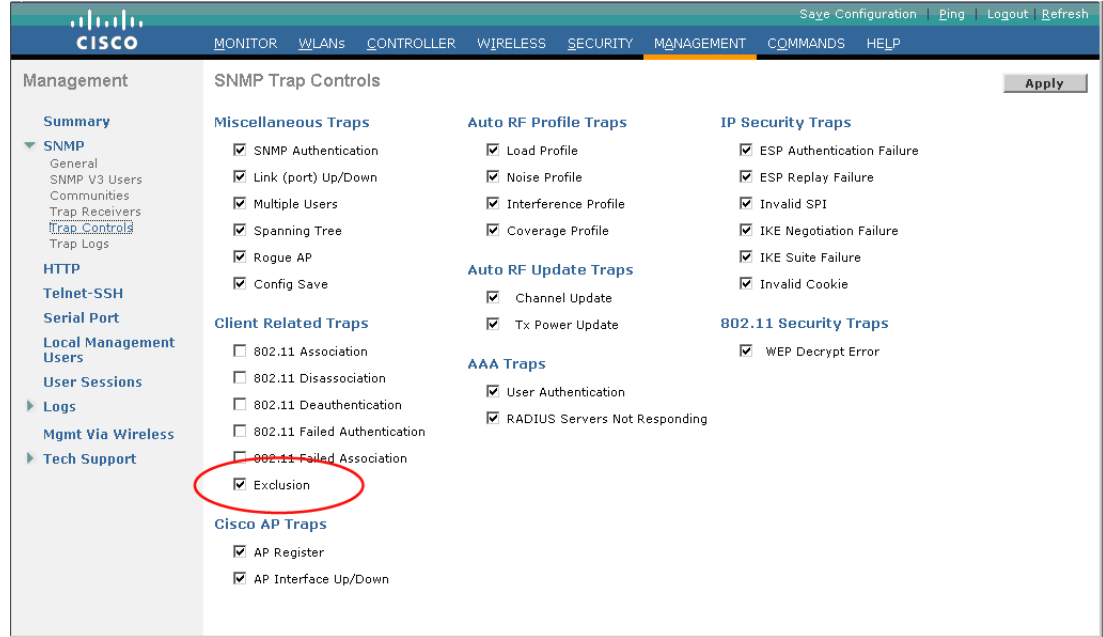 Save Configuration | Ping | Logout | Refresh
CISCO
MONITOR WLANs CONTROLLER WIRELESS SECURITY MANAGEMENT COMMANDS HELP
Management
Summary
SNMP
General
SNMP V3 Users
Communities
Trap Receivers
Trap Controls
Trap Logs
HTTP
Telnet-SSH
Serial Port
Local Management
Users
User Sessions
Logs
Mgmt Via Wireless
Tech Support
SNMP Trap Controls
Apply
Miscellaneous Traps
SNMP Authentication
Link (port) Up/Down
Multiple Users
Spanning Tree
Rogue AP
Config Save
Client Related Traps
802.11 Association
802.11 Disassociation
802.11 Deauthentication
802.11 Failed Authentication
802.11 Failed Association
Exclusion
Cisco AP Traps
AP Register
AP Interface Up/Down
Auto RF Profile Traps
Load Profile
Noise Profile
Interference Profile
Coverage Profile
Auto RF Update Traps
Channel Update
Tx Power Update
AAA Traps
User Authentication
RADIUS Servers Not Responding
IP Security Traps
ESP Authentication Failure
ESP Replay Failure
Invalid SPI
IKE Negotiation Failure
IKE Suite Failure
Invalid Cookie
802.11 Security Traps
WEP Decrypt Error